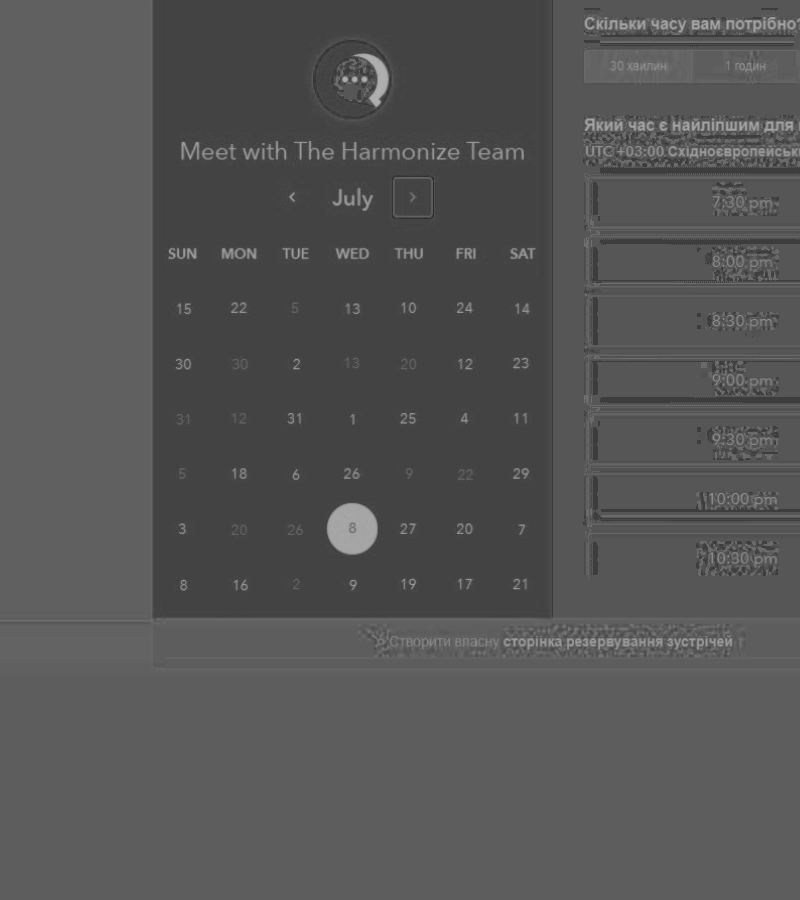 Скільки часу вам потрібно?
30 хвилин 1 годин
Meet with The Harmonize Team
‹ July ›
SUN MON TUE WED THU FRI SAT
15 22 5 13 10 24 14
30 30 2 13 20 12 23
31 12 31 1 25 4 11
5 18 6 26 9 22 29
3 20 26 8 27 20 7
8 16 2 9 19 17 21
Який час є найліпшим для
UTC +03:00
7:30 pm
8:00 pm
8:30 pm
9:00 pm
9:30 pm
10:00 pm
10:30 pm
Створити власну сторінка резервування зустрічей